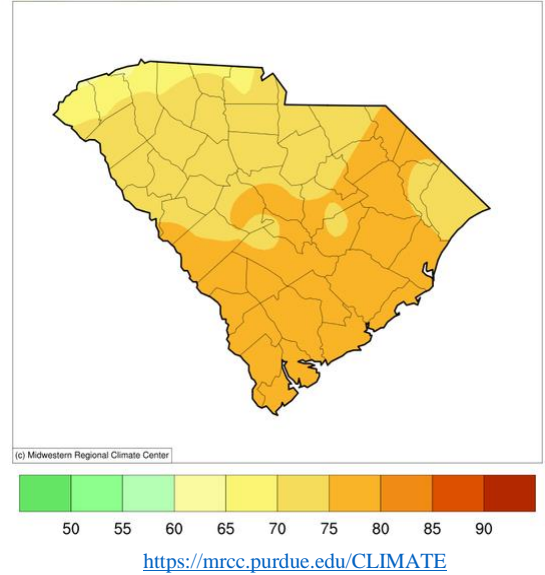 (c) Midwestern Regional Climate Center
50 55 60 65 70 75 80 85 90
https://mrcc.purdue.edu/CLIMATE